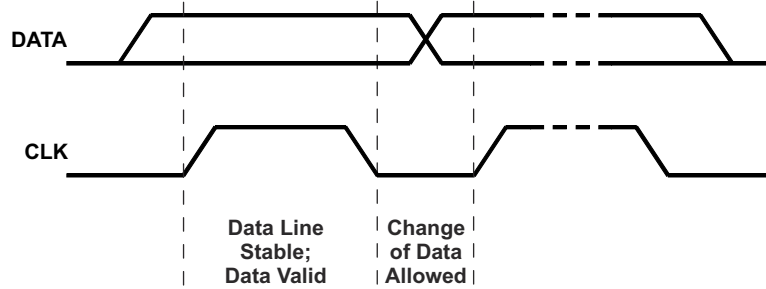 DATA
CLK
Data Line
Stable;
Data Valid
Change
of Data
Allowed